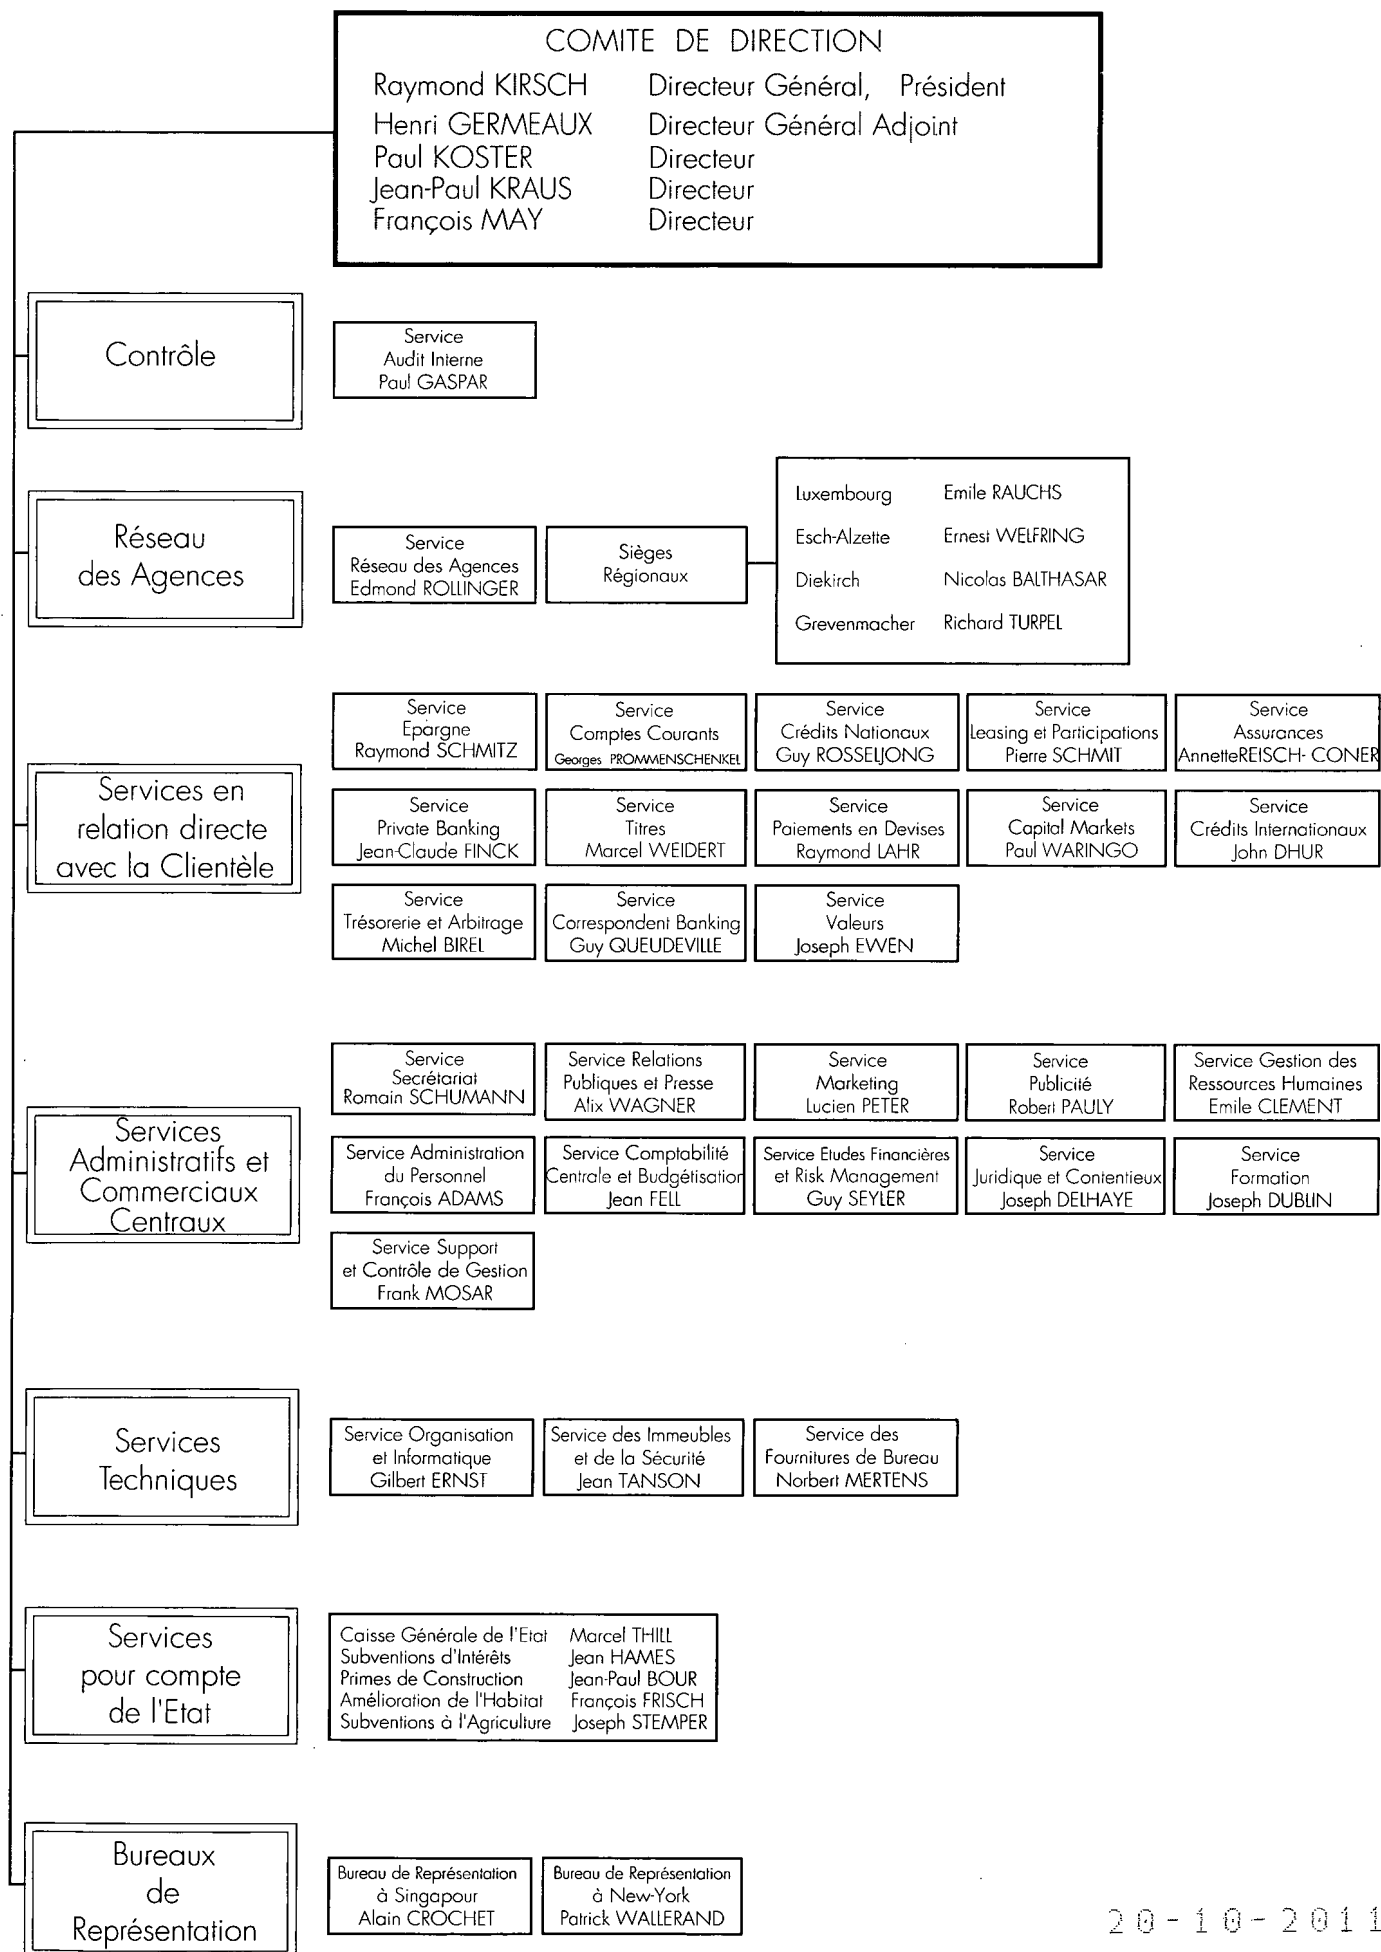 COMITE DE DIRECTION
Raymond KIRSCH Directeur Général, Président
Henri GERMEAUX Directeur Général Adjoint
Paul KOSTER Directeur
Jean-Paul KRAUS Directeur
François MAY Directeur
Contrôle
Service
Audit Interne
Paul GASPAR
Réseau
des Agences
Service
Réseau des Agences
Edmond ROLLINGER
Sièges
Régionaux
Luxembourg Emile RAUCHS
Esch-Alzette Ernest WELFRING
Diekirch Nicolas BALTHASAR
Grevenmacher Richard TURPEL
Services en
relation directe
avec la Clientèle
Service
Epargne
Raymond SCHMITZ
Service
Comptes Courants
Georges PROMMENSCHENKEL
Service
Crédits Nationaux
Guy ROSSELJONG
Service
Leasing et Participations
Pierre SCHMIT
Service
Assurances
AnnetteREISCH- CONER
Service
Private Banking
Jean-Claude FINCK
Service
Titres
Marcel WEIDERT
Service
Paiements en Devises
Raymond LAHR
Service
Capital Markets
Paul WARINGO
Service
Crédits Internationaux
John DHUR
Service
Trésorerie et Arbitrage
Michel BIREL
Service
Correspondent Banking
Guy QUEUDEVILLE
Service
Valeurs
Joseph EWEN
Services
Administratifs et
Commerciaux
Centraux
Service
Secrétariat
Romain SCHUMANN
Service Relations
Publiques et Presse
Alix WAGNER
Service
Marketing
Lucien PETER
Service
Publicité
Robert PAULY
Service Gestion des
Ressources Humaines
Emile CLEMENT
Service Administration
du Personnel
François ADAMS
Service Comptabilité
Centrale et Budgétisation
Jean FELL
Service Etudes Financières
et Risk Management
Guy SEYLER
Service
Juridique et Contentieux
Joseph DELHAYE
Service
Formation
Joseph DUBLIN
Service Support
et Contrôle de Gestion
Frank MOSAR
Services
Techniques
Service Organisation
et Informatique
Gilbert ERNST
Service des Immeubles
et de la Sécurité
Jean TANSON
Service des
Fournitures de Bureau
Norbert MERTENS
Services
pour compte
de l'Etat
Caisse Générale de l'Etat Marcel THILL
Subventions d'Intérêts Jean HAMES
Primes de Construction Jean-Paul BOUR
Amélioration de l'Habitat François FRISCH
Subventions à l'Agriculture Joseph STEMPER
Bureaux
de
Représentation
Bureau de Représentation
à Singapour
Alain CROCHET
Bureau de Représentation
à New-York
Patrick WALLERAND
20-10-2011